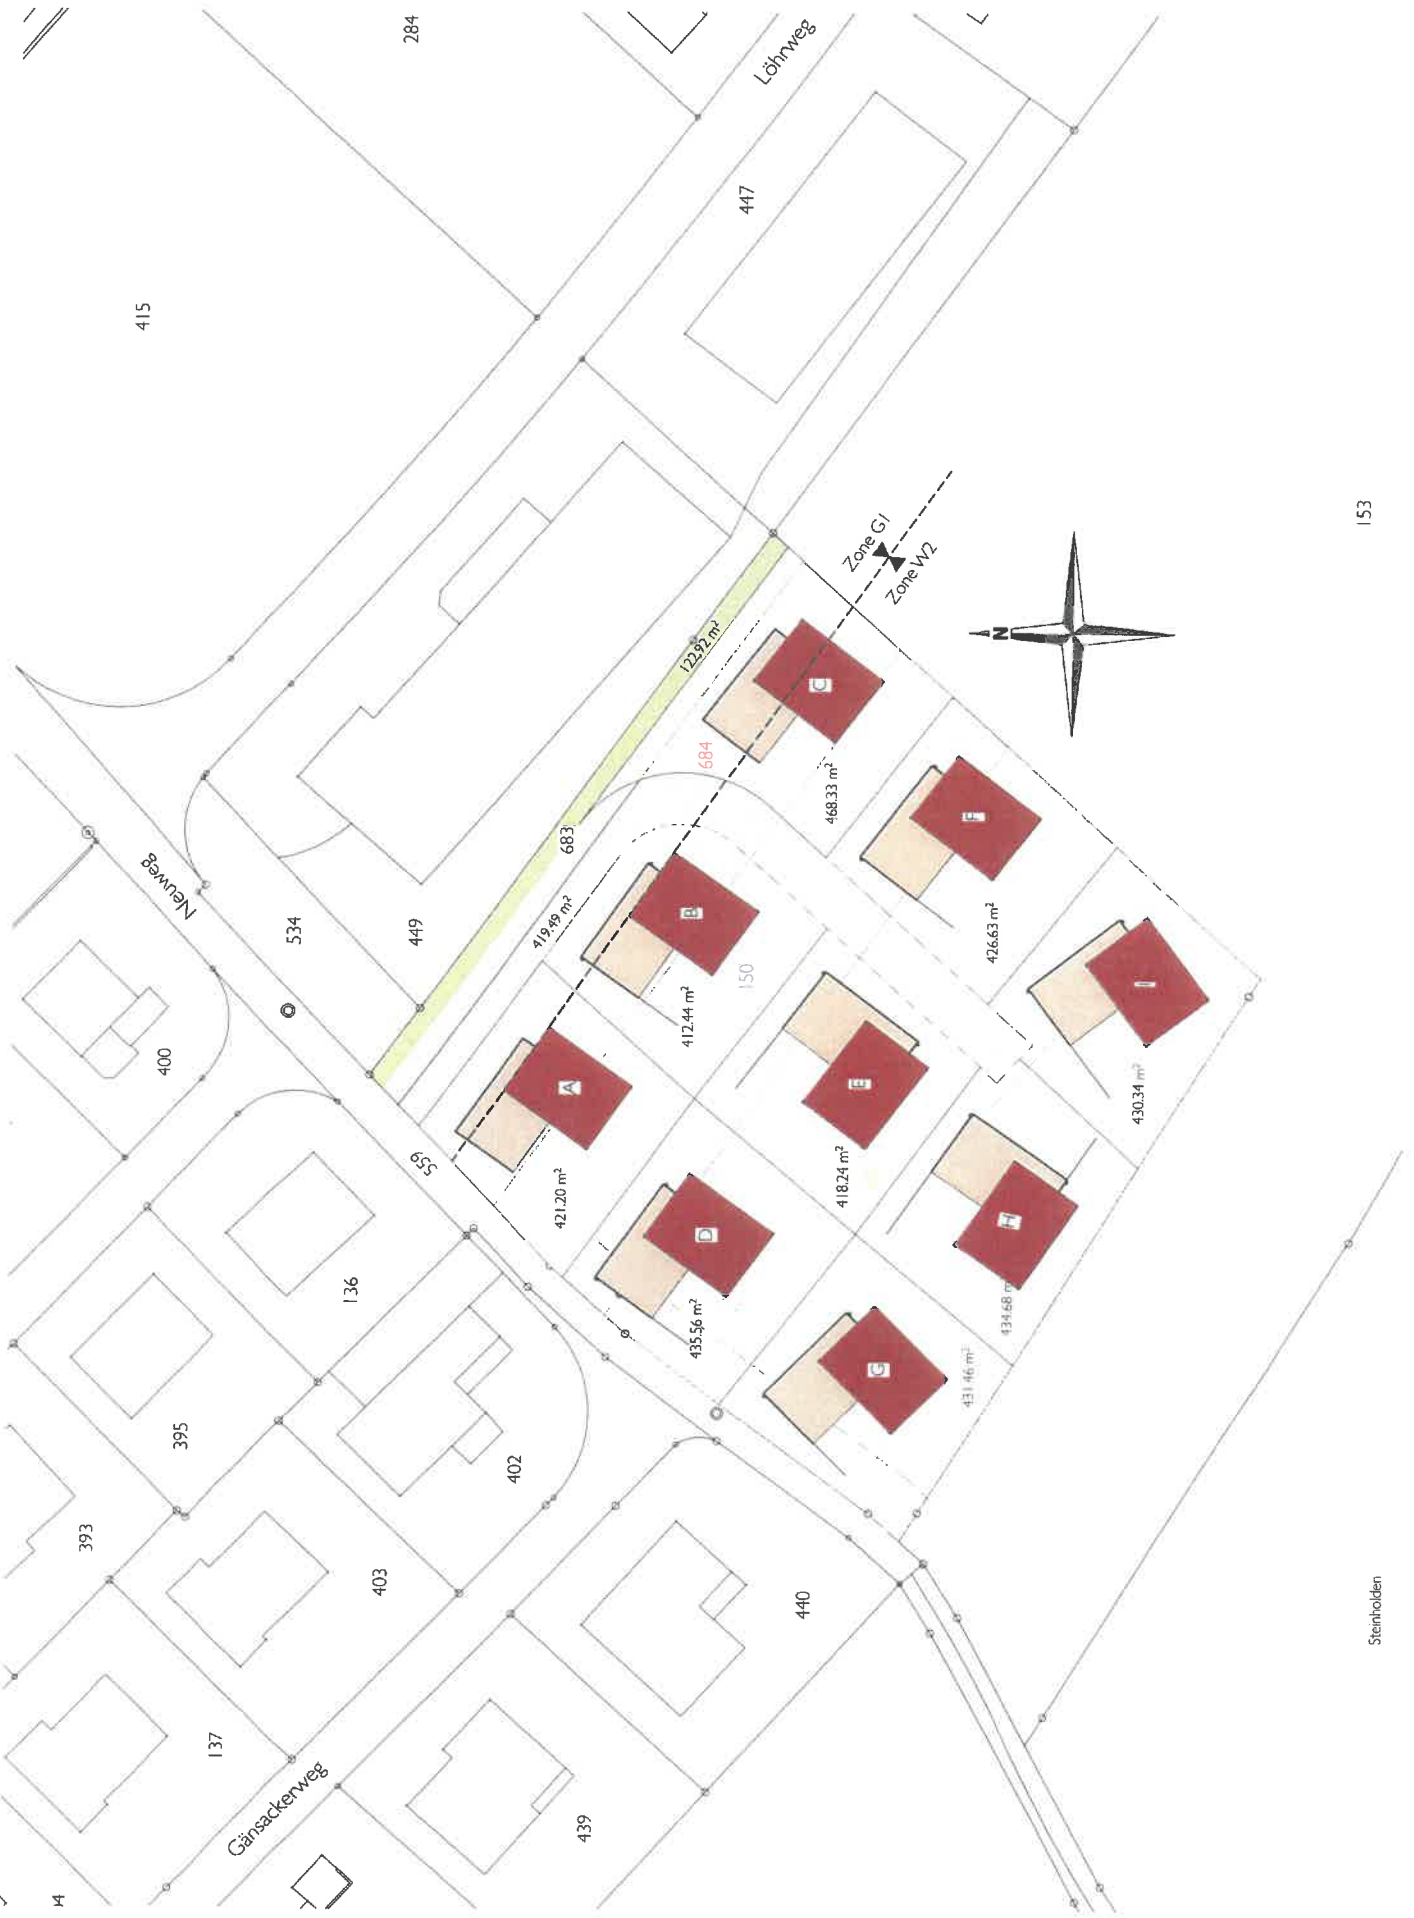 284
Löhrweg
415
447
153
Zone G1
Zone W2
N
122.92 m²
684
C
468.33 m²
683
Neuweg
534
449
419.49 m²
B
150
412.44 m²
F
426.63 m²
I
430.34 m²
400
A
421.20 m²
559
E
418.24 m²
H
434.68 m
D
435.56 m²
G
431.46 m²
136
395
402
393
403
440
137
Gänsackerweg
439
Steinholden